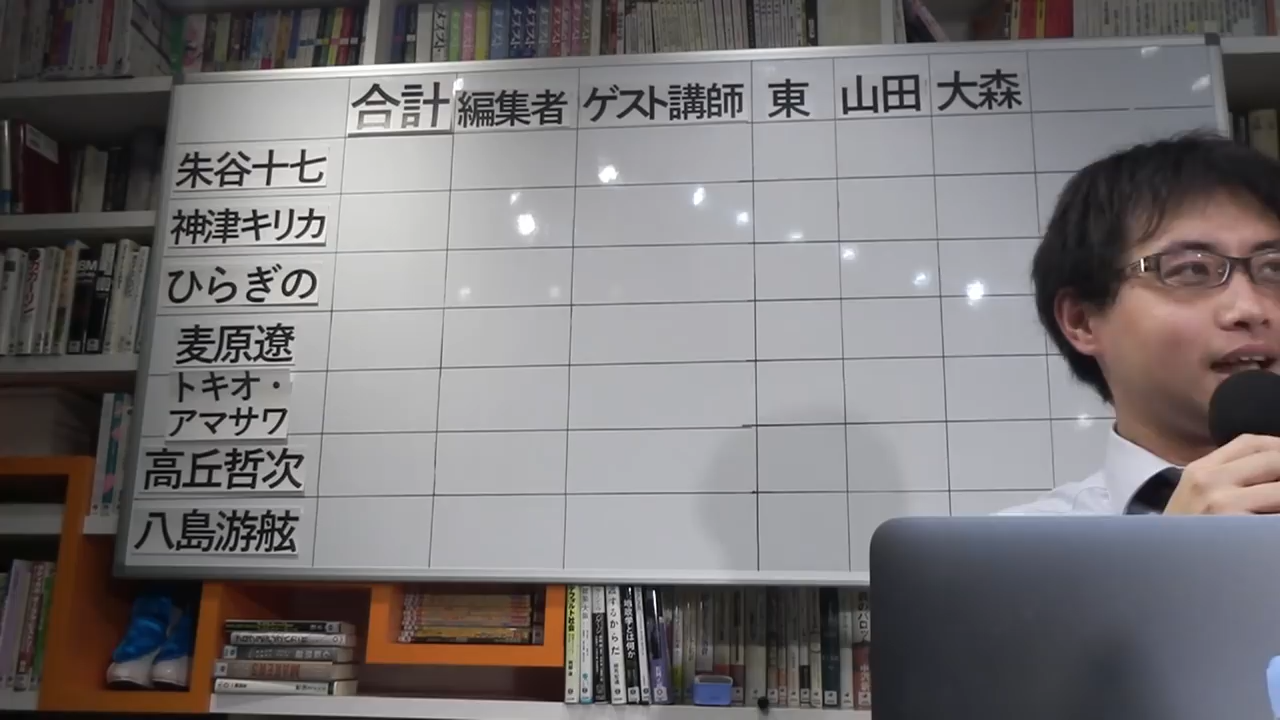 合計 編集者 ゲスト講師 東 山田 大森
朱谷十七
神津キリカ
ひらぎの
麦原遼
トキオ・
アマサワ
高丘哲次
八島游舷